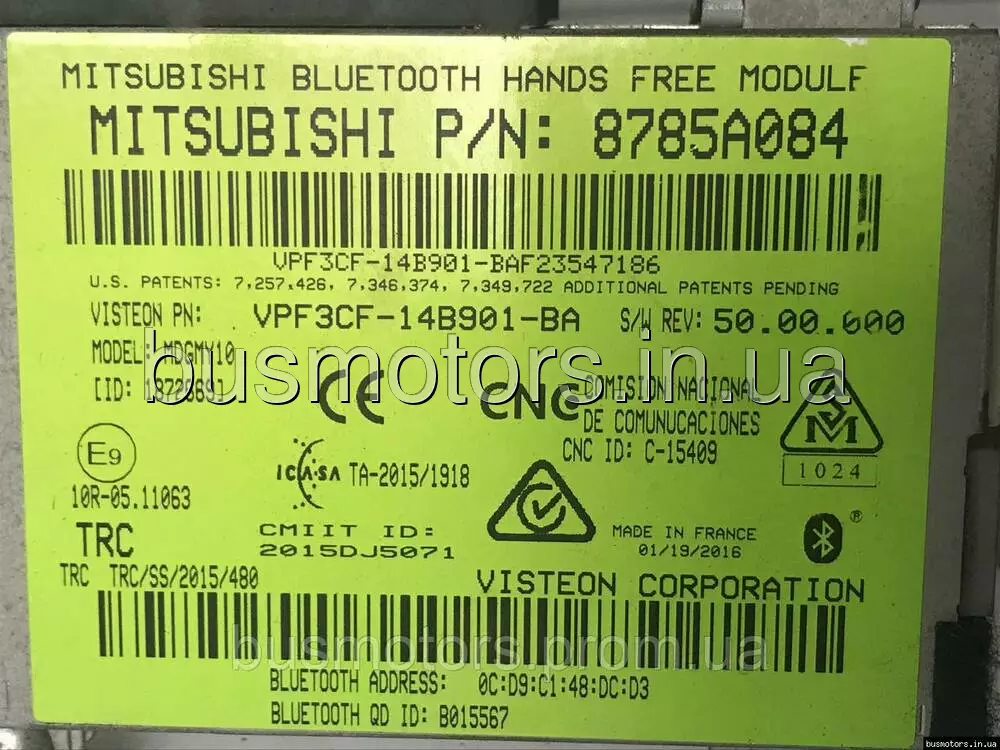 MITSUBISHI BLUETOOTH HANDS FREE MODULE
MITSUBISHI P/N: 8785A084
VPF3CF-14B901-BAF23547186
U.S. PATENTS: 7,257,426, 7,346,374, 7,349,722 ADDITIONAL PATENTS PENDING
VISTEON PN: VPF3CF-14B901-BA S/W REV: 50.00.600
MODEL: MDGMY10
busmotors.in.ua
CE
CNC COMISION NACIONAL
DE COMUNUCACIONES
CNC ID: C-15409
SM
1024
E9
10R-05.11063
ICASA TA-2015/1918
TRC
CMIIT ID:
2015DJ5071
MADE IN FRANCE
01/19/2016
®
TRC TRC/SS/2015/480
VISTEON CORPORATION
busmotors.prom.ua
BLUETOOTH ADDRESS: 0C:D9:C1:48:DC:D3
BLUETOOTH QD ID: B015567
busmotors.in.ua